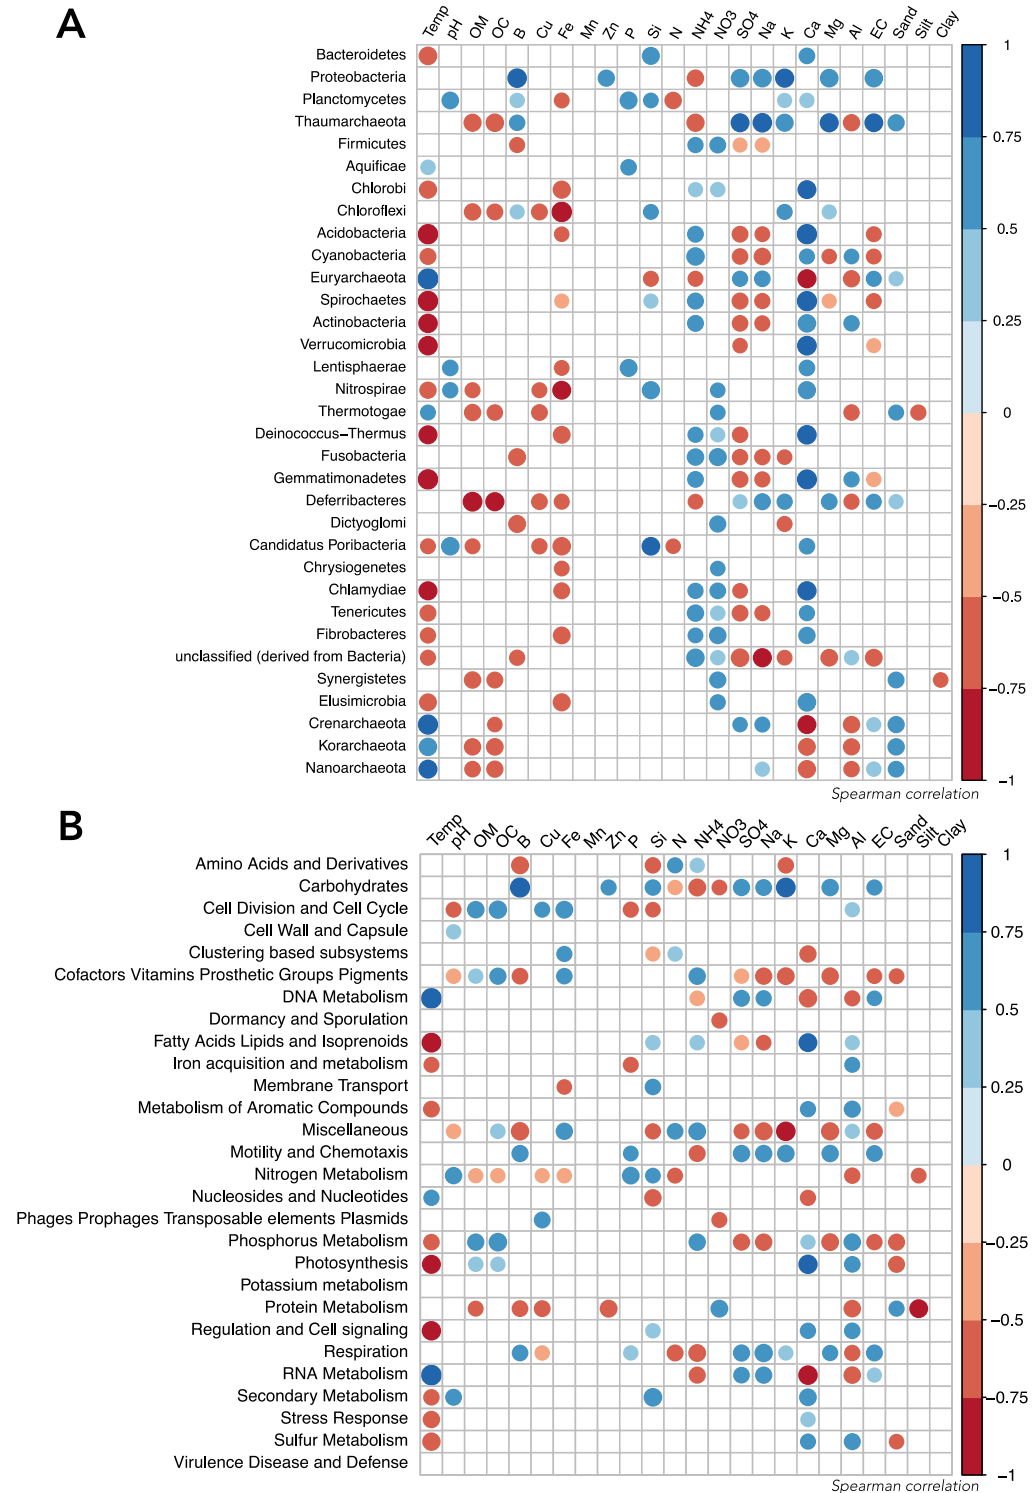 A
Temp pH OM OC B Cu Fe Mn Zn P Si N NH4 NO3 SO4 Na K Ca Mg Al EC Sand Silt Clay
Bacteroidetes
Proteobacteria
Planctomycetes
Thaumarchaeota
Firmicutes
Aquificae
Chlorobi
Chloroflexi
Acidobacteria
Cyanobacteria
Euryarchaeota
Spirochaetes
Actinobacteria
Verrucomicrobia
Lentisphaerae
Nitrospirae
Thermotogae
Deinococcus−Thermus
Fusobacteria
Gemmatimonadetes
Deferribacteres
Dictyoglomi
Candidatus Poribacteria
Chrysiogenetes
Chlamydiae
Tenericutes
Fibrobacteres
unclassified (derived from Bacteria)
Synergistetes
Elusimicrobia
Crenarchaeota
Korarchaeota
Nanoarchaeota
1
0.75
0.5
0.25
0
−0.25
−0.5
−0.75
−1
Spearman correlation
B
Temp pH OM OC B Cu Fe Mn Zn P Si N NH4 NO3 SO4 Na K Ca Mg Al EC Sand Silt Clay
Amino Acids and Derivatives
Carbohydrates
Cell Division and Cell Cycle
Cell Wall and Capsule
Clustering based subsystems
Cofactors Vitamins Prosthetic Groups Pigments
DNA Metabolism
Dormancy and Sporulation
Fatty Acids Lipids and Isoprenoids
Iron acquisition and metabolism
Membrane Transport
Metabolism of Aromatic Compounds
Miscellaneous
Motility and Chemotaxis
Nitrogen Metabolism
Nucleosides and Nucleotides
Phages Prophages Transposable elements Plasmids
Phosphorus Metabolism
Photosynthesis
Potassium metabolism
Protein Metabolism
Regulation and Cell signaling
Respiration
RNA Metabolism
Secondary Metabolism
Stress Response
Sulfur Metabolism
Virulence Disease and Defense
1
0.75
0.5
0.25
0
−0.25
−0.5
−0.75
−1
Spearman correlation